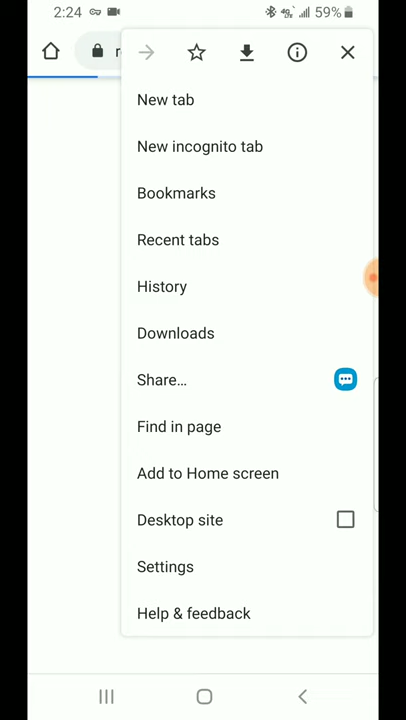 2:24 59%
r
New tab
New incognito tab
Bookmarks
Recent tabs
History
Downloads
Share...
Find in page
Add to Home screen
Desktop site
Settings
Help & feedback